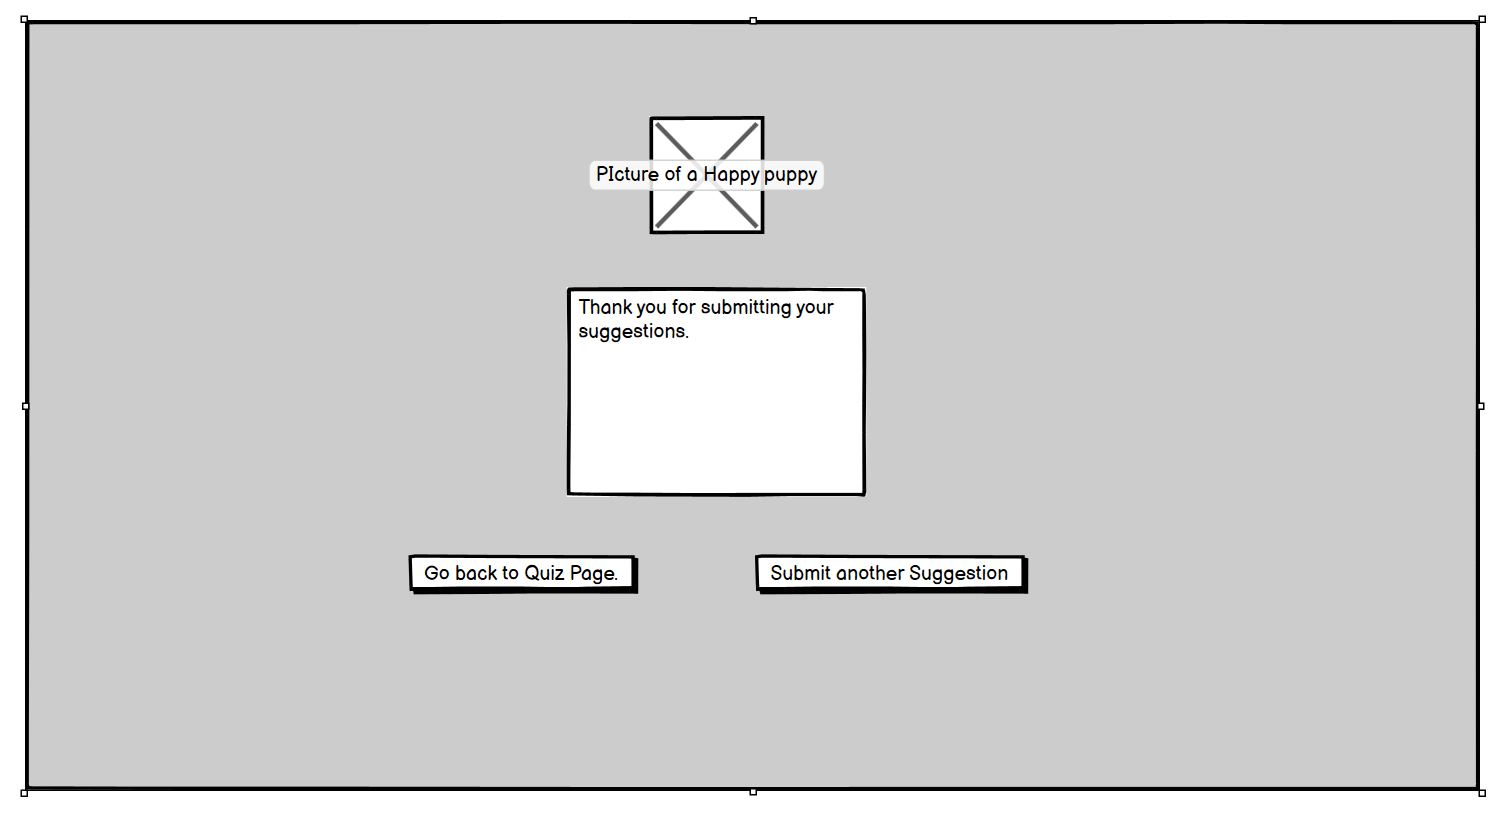 PIcture of a Happy puppy
Thank you for submitting your
suggestions.
Go back to Quiz Page.
Submit another Suggestion